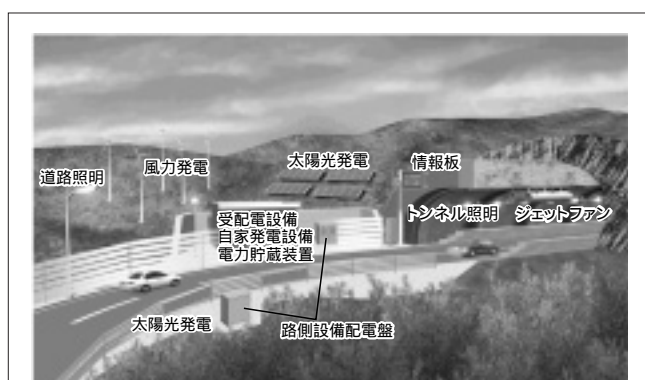 道路照明
風力発電
太陽光発電
情報板
トンネル照明
ジェットファン
受配電設備
自家発電設備
電力貯蔵装置
太陽光発電
路側設備配電盤